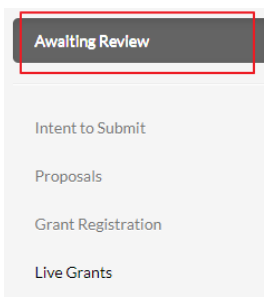 Awaiting Review
Intent to Submit
Proposals
Grant Registration
Live Grants